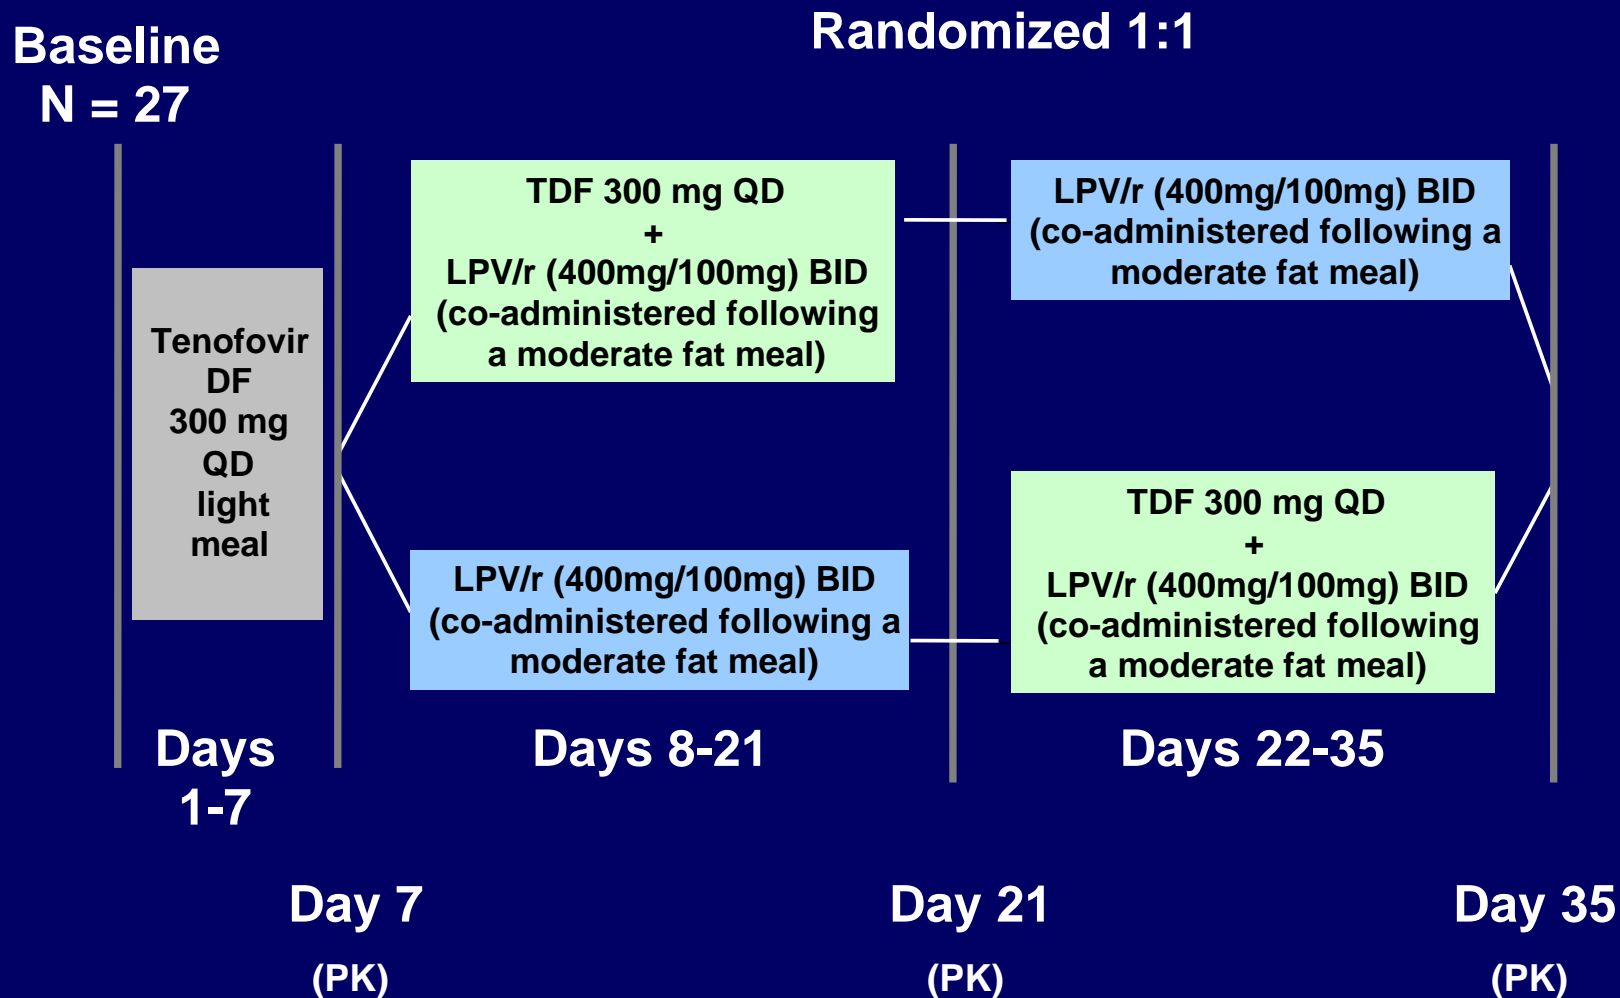 Baseline
N = 27
Randomized 1:1
Tenofovir
DF
300 mg
QD
light
meal
TDF 300 mg QD
+
LPV/r (400mg/100mg) BID
(co-administered following
a moderate fat meal)
LPV/r (400mg/100mg) BID
(co-administered following a
moderate fat meal)
LPV/r (400mg/100mg) BID
(co-administered following a
moderate fat meal)
TDF 300 mg QD
+
LPV/r (400mg/100mg) BID
(co-administered following
a moderate fat meal)
Days
1-7
Days 8-21
Days 22-35
Day 7
(PK)
Day 21
(PK)
Day 35
(PK)